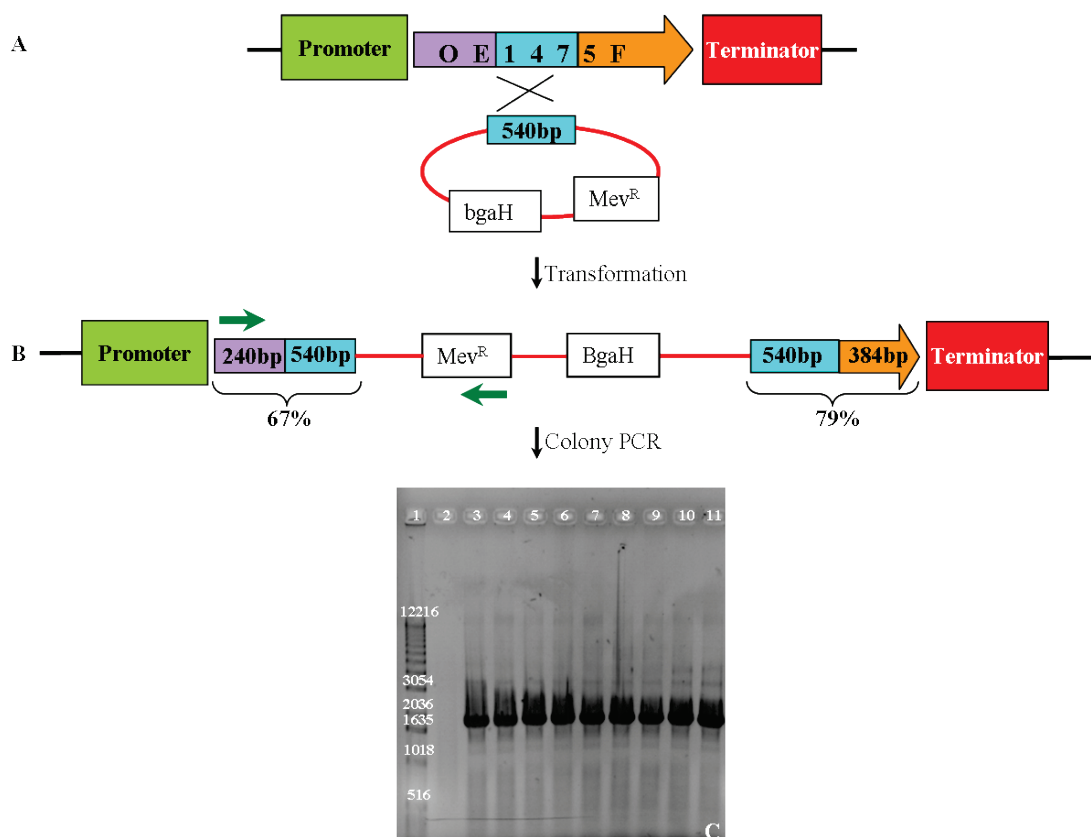 A
Promoter
O E 1 4 7 5 F
Terminator
540bp
bgaH
Mev^R
Transformation
B
Promoter
240bp
540bp
Mev^R
BgaH
540bp
384bp
Terminator
67%
79%
Colony PCR
1 2 3 4 5 6 7 8 9 10 11
12216
3054
2036
1635
1018
516
C